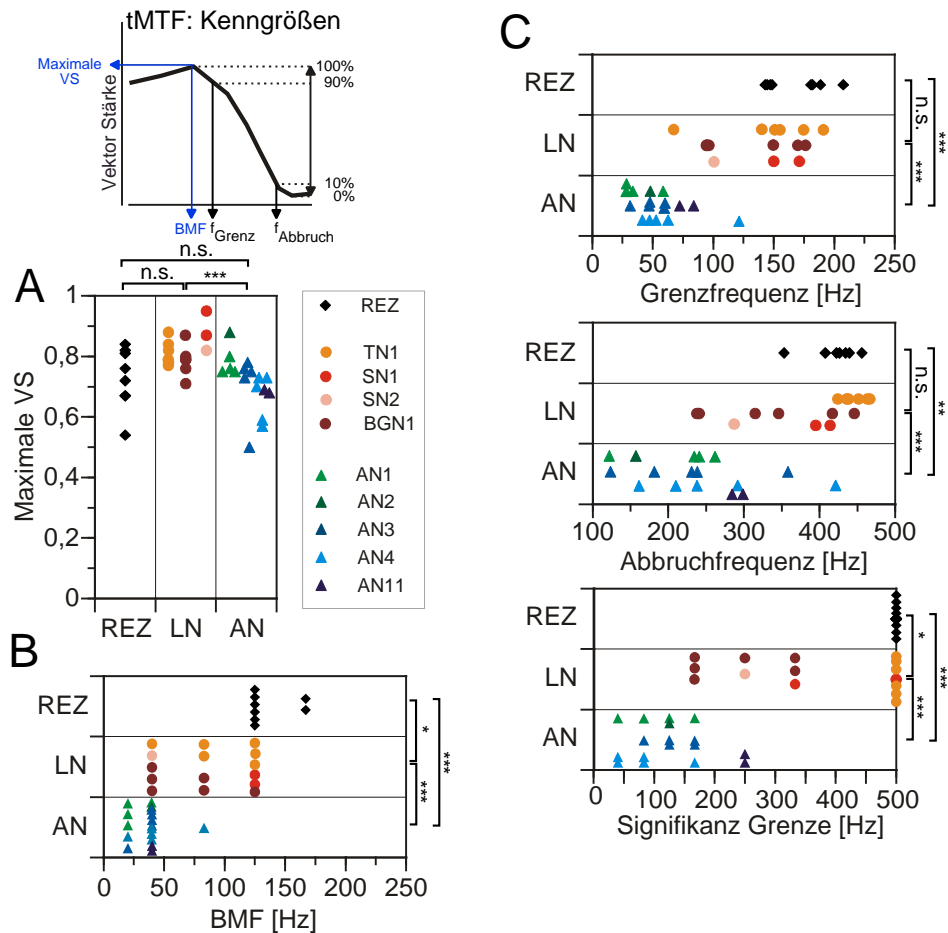 tMTF: Kenngrößen
Maximale
VS
Vektor Stärke
100%
90%
10%
0%
BMF
fGrenz
fAbbruch
A
n.s.
n.s.
***
Maximale VS
1
0,8
0,6
0,4
0,2
0
REZ
LN
AN
REZ
TN1
SN1
SN2
BGN1
AN1
AN2
AN3
AN4
AN11
B
REZ
LN
AN
*
***
***
0
50
100
150
200
250
BMF [Hz]
C
REZ
LN
AN
n.s.
***
***
0
50
100
150
200
250
Grenzfrequenz [Hz]
REZ
LN
AN
n.s.
***
**
100
200
300
400
500
Abbruchfrequenz [Hz]
REZ
LN
AN
*
***
***
0
100
200
300
400
500
Signifikanz Grenze [Hz]